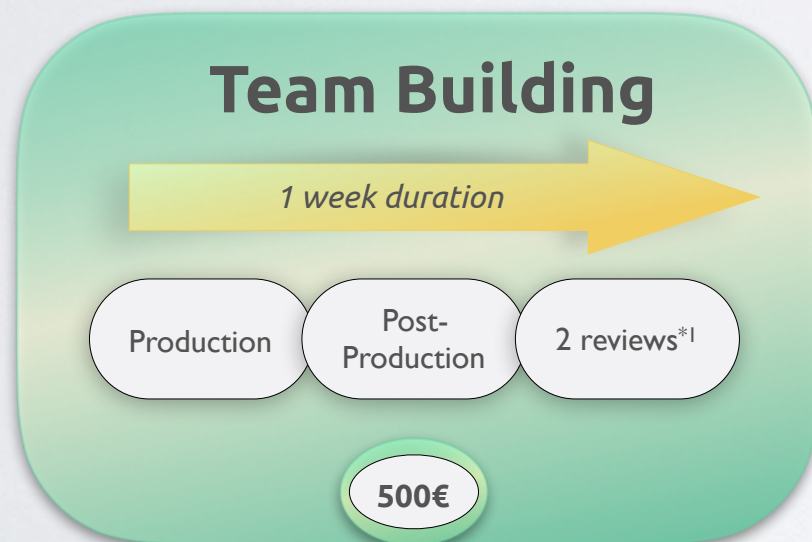 Team Building
1 week duration
Production
Post-
Production
2 reviews*1
500€